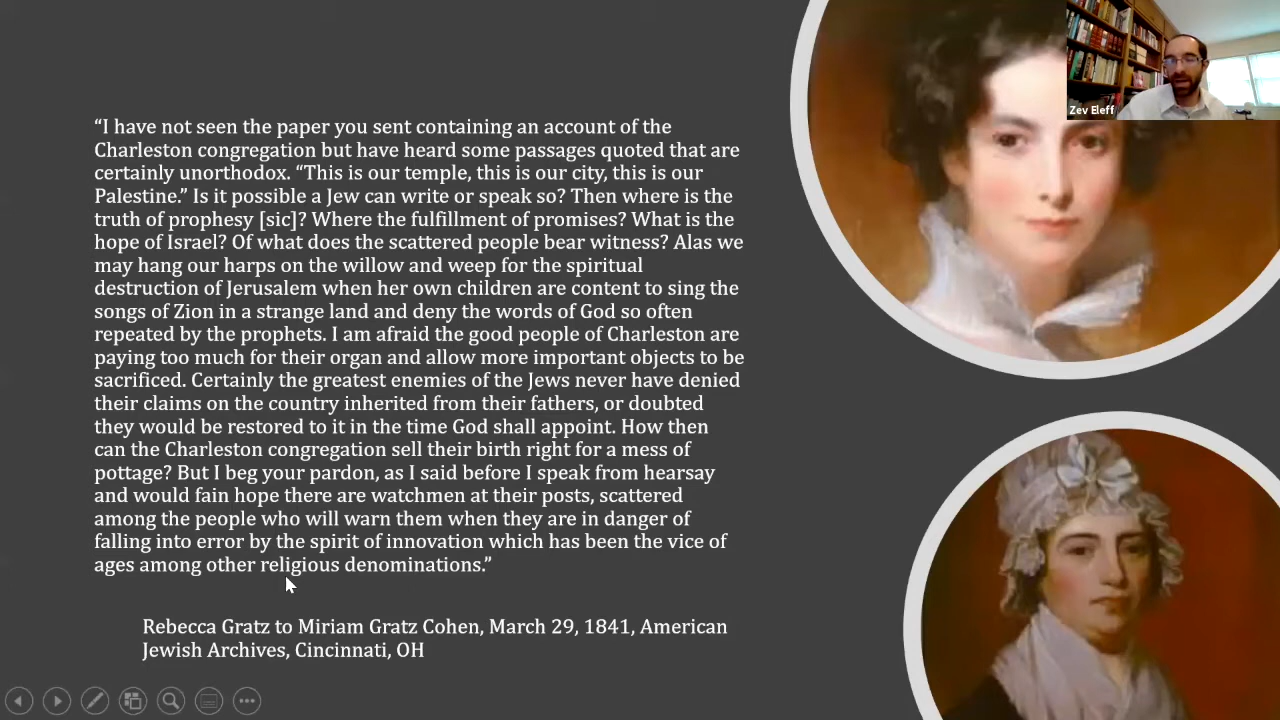 “I have not seen the paper you sent containing an account of the
Charleston congregation but have heard some passages quoted that are
certainly unorthodox. “This is our temple, this is our city, this is our
Palestine.” Is it possible a Jew can write or speak so? Then where is the
truth of prophesy [sic]? Where the fulfillment of promises? What is the
hope of Israel? Of what does the scattered people bear witness? Alas we
may hang our harps on the willow and weep for the spiritual
destruction of Jerusalem when her own children are content to sing the
songs of Zion in a strange land and deny the words of God so often
repeated by the prophets. I am afraid the good people of Charleston are
paying too much for their organ and allow more important objects to be
sacrificed. Certainly the greatest enemies of the Jews never have denied
their claims on the country inherited from their fathers, or doubted
they would be restored to it in the time God shall appoint. How then
can the Charleston congregation sell their birth right for a mess of
pottage? But I beg your pardon, as I said before I speak from hearsay
and would fain hope there are watchmen at their posts, scattered
among the people who will warn them when they are in danger of
falling into error by the spirit of innovation which has been the vice of
ages among other religious denominations.”
Rebecca Gratz to Miriam Gratz Cohen, March 29, 1841, American
Jewish Archives, Cincinnati, OH
Zev Eleff